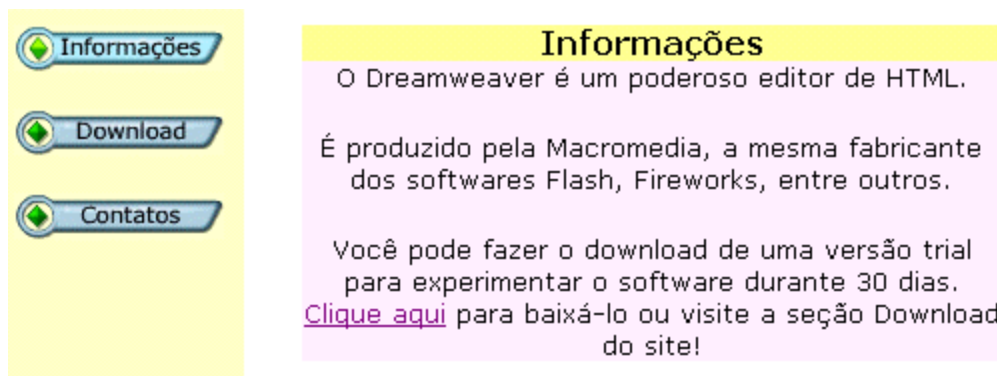 Informações
Download
Contatos
Informações
O Dreamweaver é um poderoso editor de HTML.
É produzido pela Macromedia, a mesma fabricante
dos softwares Flash, Fireworks, entre outros.
Você pode fazer o download de uma versão trial
para experimentar o software durante 30 dias.
Clique aqui para baixá-lo ou visite a seção Download
do site!